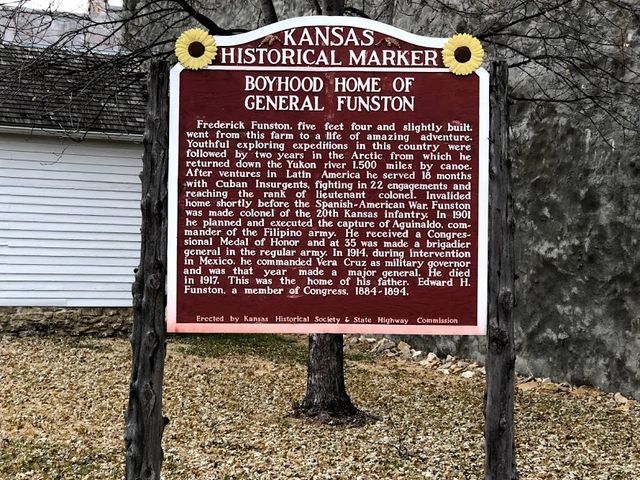 KANSAS
HISTORICAL MARKER
BOYHOOD HOME OF
GENERAL FUNSTON
Frederick Funston, five feet four and slightly built,
went from this farm to a life of amazing adventure.
Youthful exploring expeditions in this country were
followed by two years in the Arctic from which he
returned down the Yukon river 1,500 miles by canoe.
After ventures in Latin America he served 18 months
with Cuban Insurgents, fighting in 22 engagements and
reaching the rank of lieutenant colonel. Invalided
home shortly before the Spanish-American War, Funston
was made colonel of the 20th Kansas infantry. In 1901
he planned and executed the capture of Aguinaldo, com-
mander of the Filipino army. He received a Congres-
sional Medal of Honor and at 35 was made a brigadier
general in the regular army. In 1914, during intervention
in Mexico, he commanded Vera Cruz as military governor
and was that year made a major general. He died
in 1917. This was the home of his father, Edward H.
Funston, a member of Congress, 1884-1894.
Erected by Kansas Historical Society & State Highway Commission